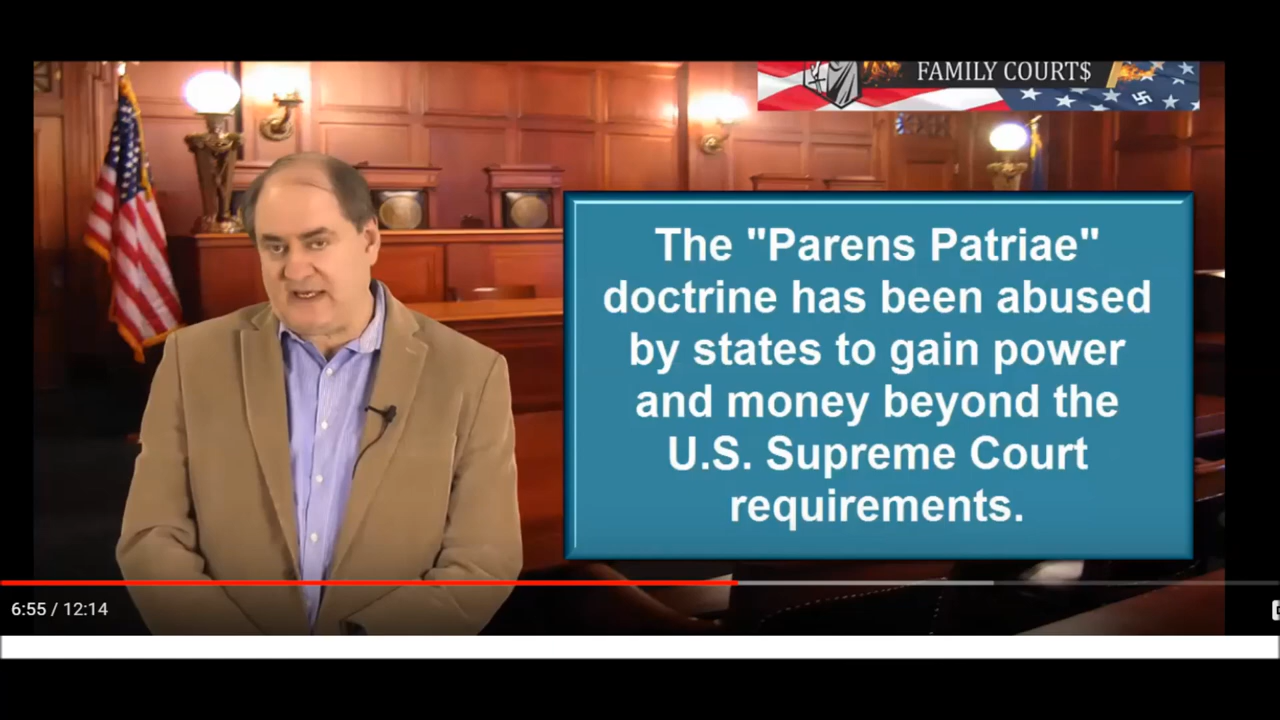 FAMILY COURT$
The "Parens Patriae"
doctrine has been abused
by states to gain power
and money beyond the
U.S. Supreme Court
requirements.
6:55 / 12:14